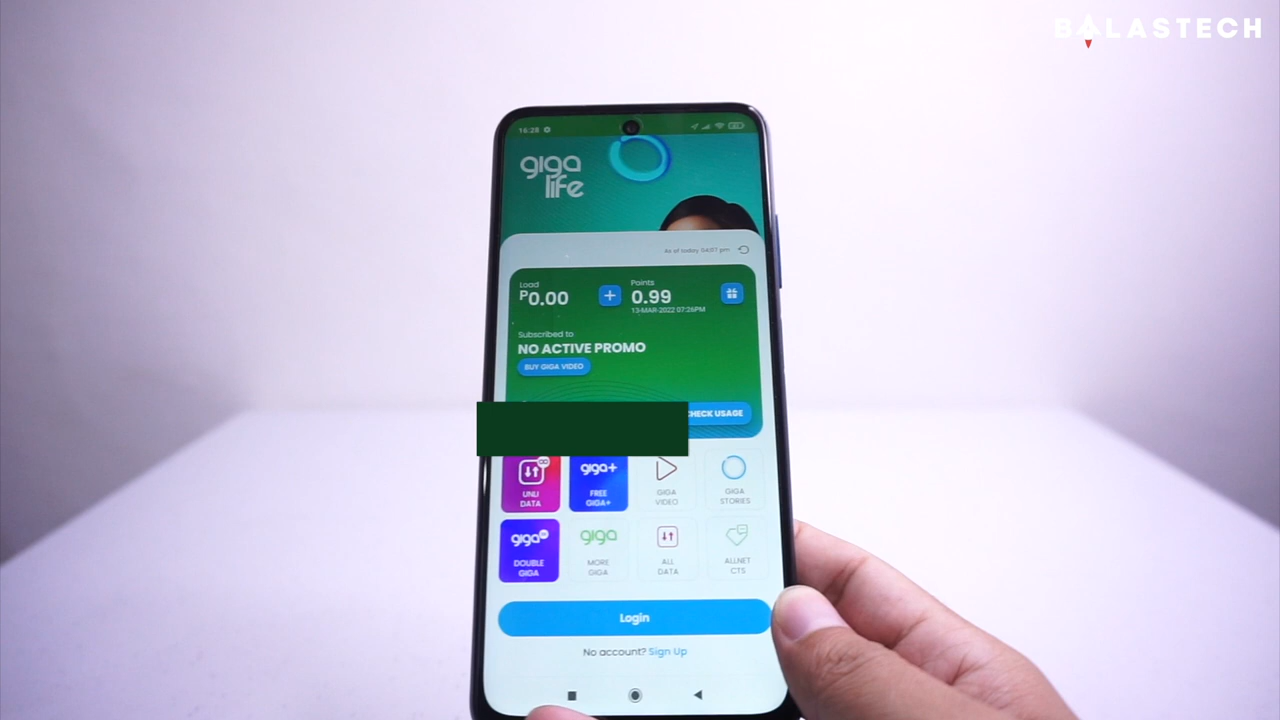 BALASTECH
16:28
giga
life
As of today, 04:07 pm
Load
₱0.00
Points
0.99
13-MAR-2022 07:26PM
Subscribed to
NO ACTIVE PROMO
BUY GIGA VIDEO
CHECK USAGE
UNLI
DATA
giga+
FREE
GIGA+
GIGA
VIDEO
GIGA
STORIES
giga
DOUBLE
GIGA
giga
MORE
GIGA
ALL
DATA
ALLNET
CTS
Login
No account? Sign Up